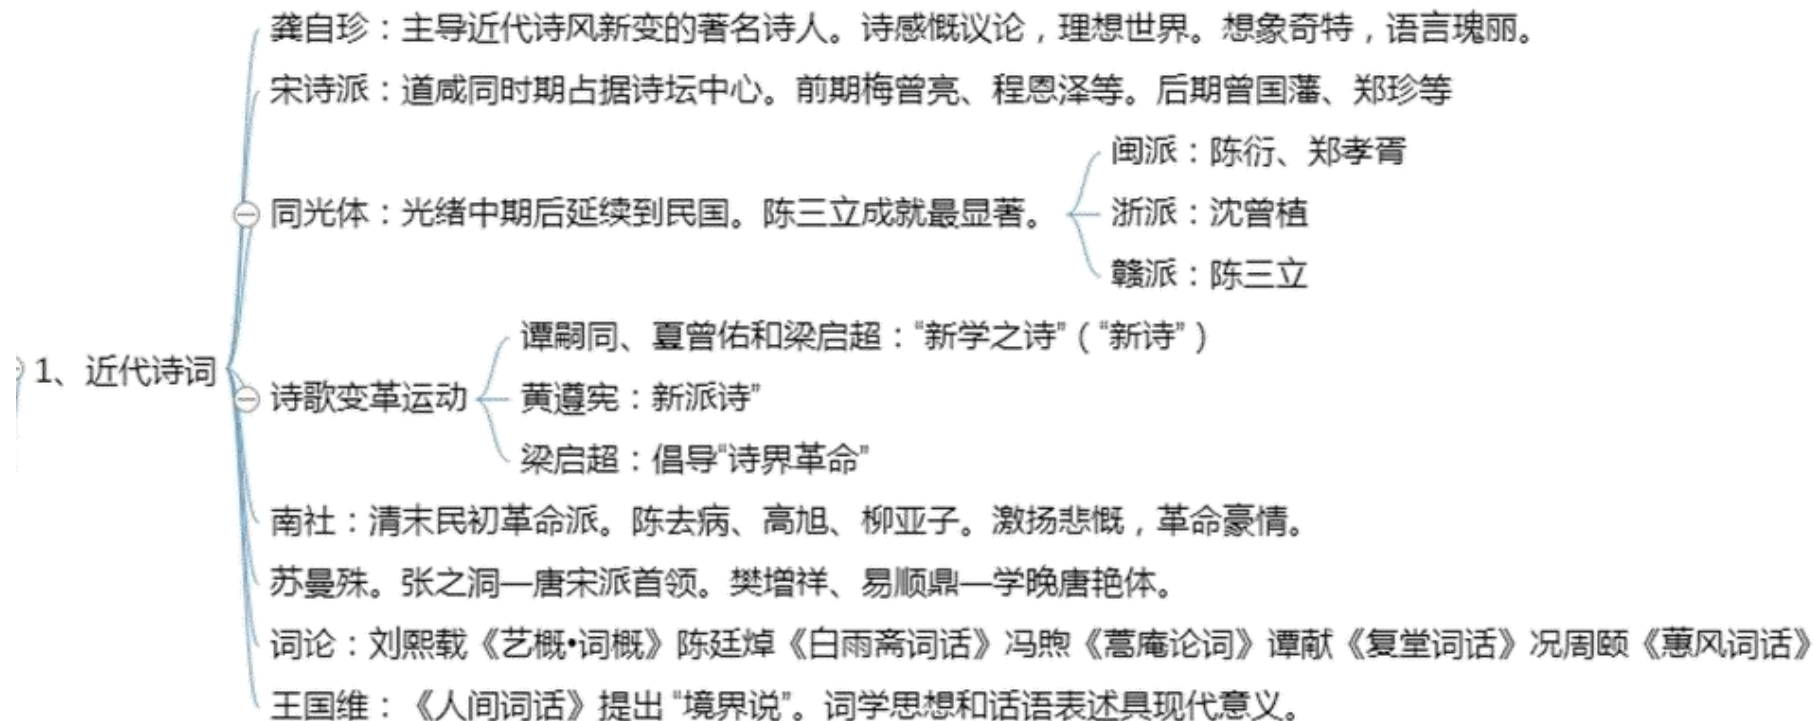 龚自珍：主导近代诗风新变的著名诗人。诗感慨议论，理想世界。想象奇特，语言瑰丽。
宋诗派：道咸同时期占据诗坛中心。前期梅曾亮、程恩泽等。后期曾国藩、郑珍等
闽派：陈衍、郑孝胥
同光体：光绪中期后延续到民国。陈三立成就最显著。
浙派：沈曾植
赣派：陈三立
谭嗣同、夏曾佑和梁启超：“新学之诗”（“新诗”）
1、近代诗词
诗歌变革运动
黄遵宪：新派诗”
梁启超：倡导“诗界革命”
南社：清末民初革命派。陈去病、高旭、柳亚子。激扬悲慨，革命豪情。
苏曼殊。张之洞—唐宋派首领。樊增祥、易顺鼎—学晚唐艳体。
词论：刘熙载《艺概•词概》陈廷焯《白雨斋词话》冯煦《蒿庵论词》谭献《复堂词话》况周颐《蕙风词话》
王国维：《人间词话》提出 “境界说”。词学思想和话语表述具现代意义。